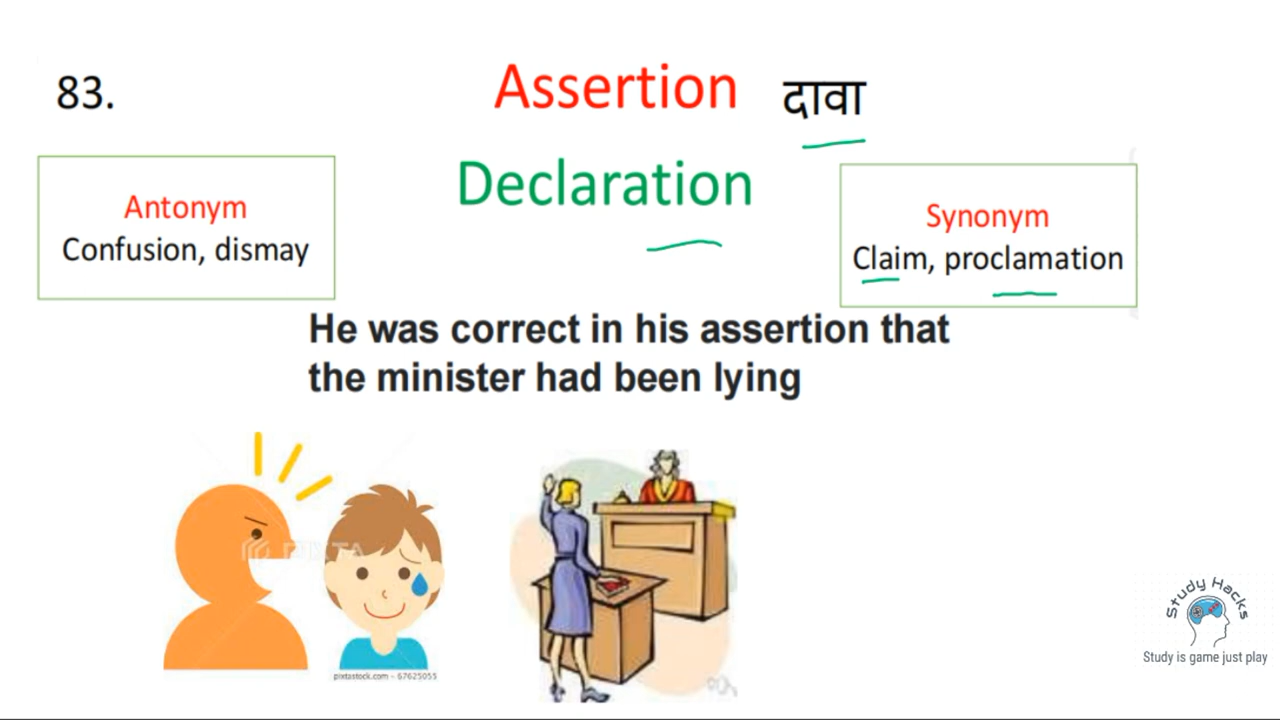 83.
Assertion दावा
Declaration
Antonym
Confusion, dismay
Synonym
Claim, proclamation
He was correct in his assertion that
the minister had been lying
PIXTA
pixtastock.com - 67625055
Study Hacks
Study is game just play